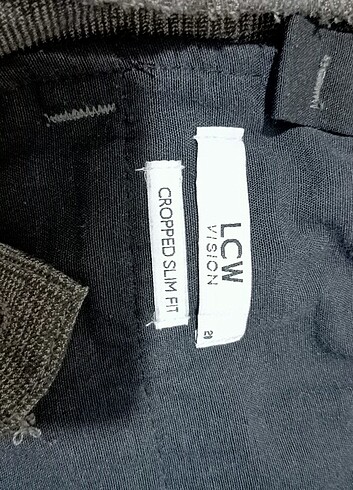 LCW
VISION
CROPPED SLIM FIT